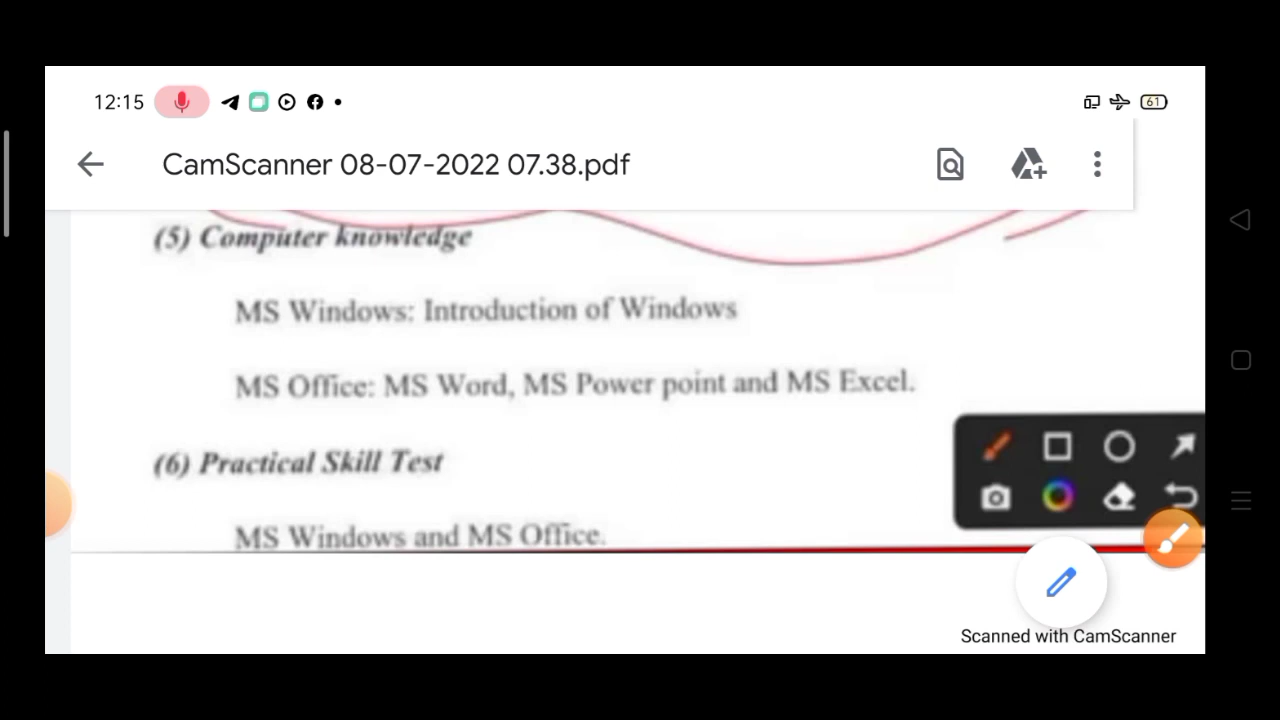 12:15
61
CamScanner 08-07-2022 07.38.pdf
(5) Computer knowledge
MS Windows: Introduction of Windows
MS Office: MS Word, MS Power point and MS Excel.
(6) Practical Skill Test
MS Windows and MS Office.
Scanned with CamScanner